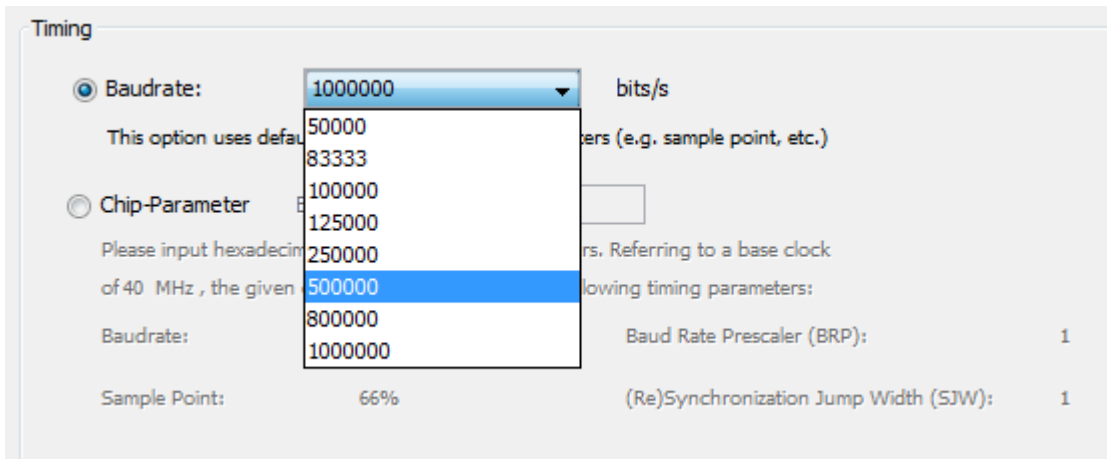 Timing
Baudrate: 1000000 bits/s
50000
This option uses defau ers (e.g. sample point, etc.)
83333
100000
Chip-Parameter
125000
Please input hexadecim rs. Referring to a base clock
250000
of 40 MHz , the given lowing timing parameters:
500000
800000
Baudrate: Baud Rate Prescaler (BRP): 1
1000000
Sample Point: 66% (Re)Synchronization Jump Width (SJW): 1